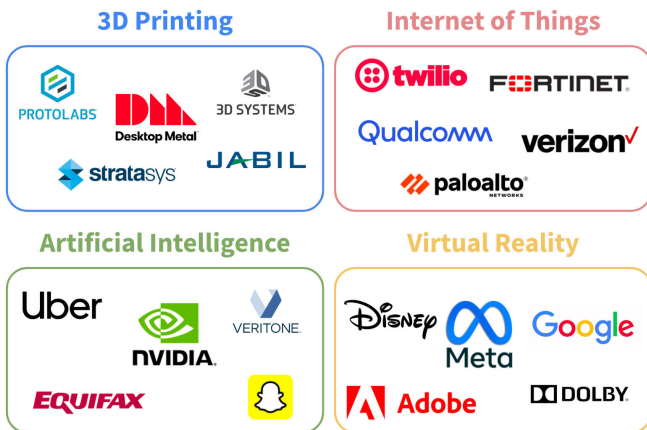 3D Printing
PROTOLABS
DM
Desktop Metal
3D SYSTEMS
stratasys
JABIL
Internet of Things
twilio
FORTINET®
Qualcomm
verizon
paloalto®
NETWORKS
Artificial Intelligence
Uber
NVIDIA.
VERITONE
EQUIFAX
Virtual Reality
Disney
Meta
Google
Adobe
DOLBY